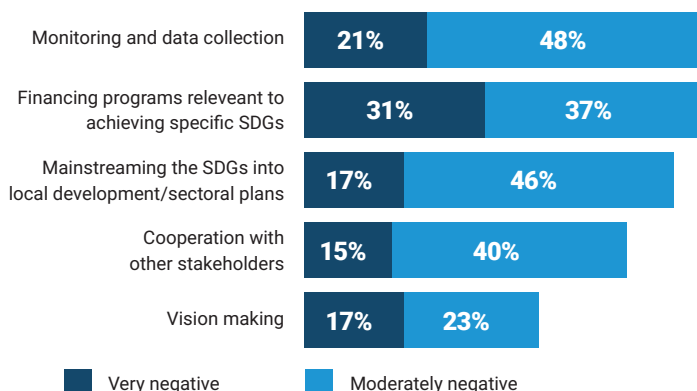 Monitoring and data collection
21% 48%
Financing programs releveant to
achieving specific SDGs
31% 37%
Mainstreaming the SDGs into
local development/sectoral plans
17% 46%
Cooperation with
other stakeholders
15% 40%
Vision making
17% 23%
Very negative Moderately negative